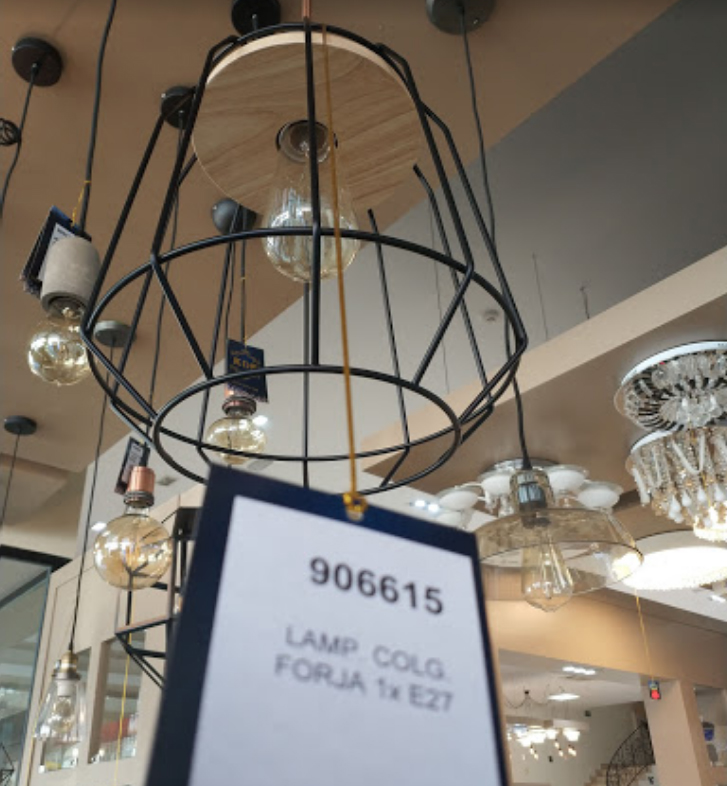 906615
LAMP. COLG.
FORJA 1x E27